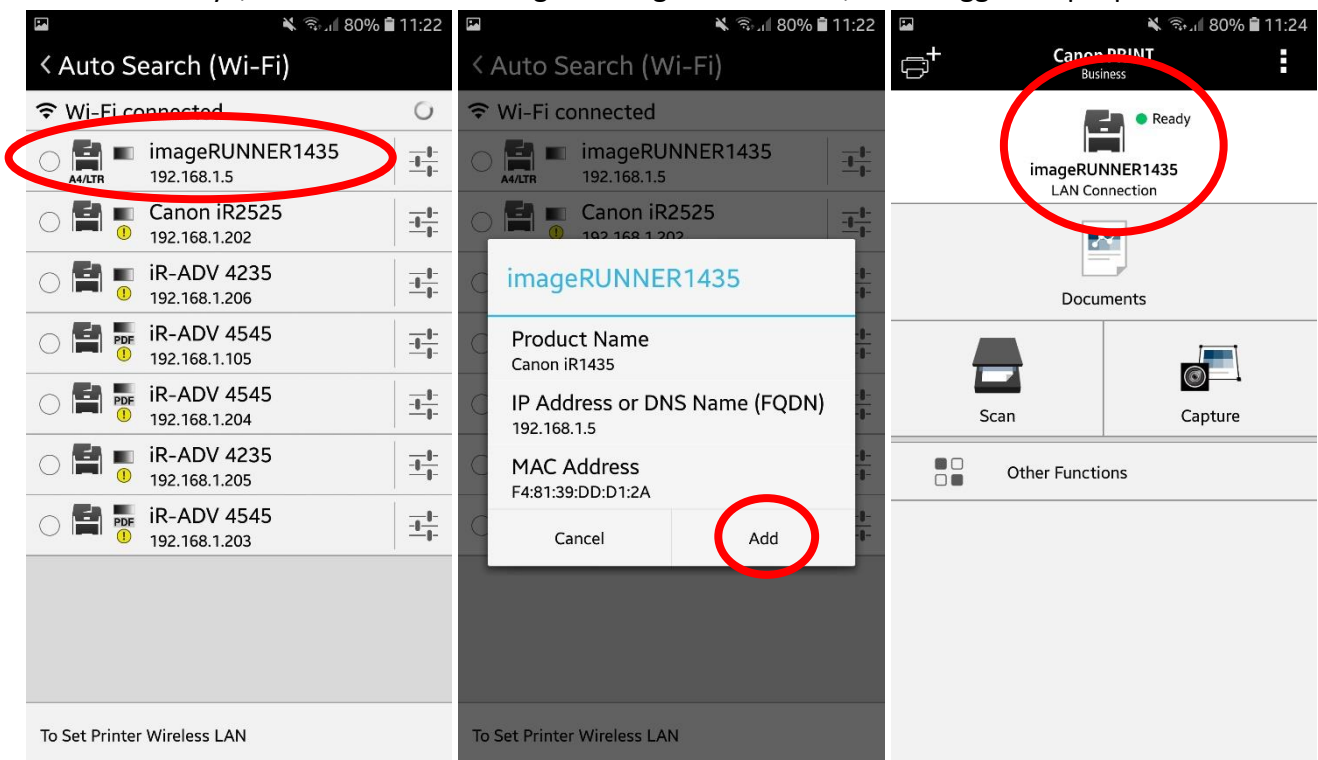 80% 11:22
Auto Search (Wi-Fi)
Wi-Fi connected
imageRUNNER1435
A4/LTR
192.168.1.5
Canon iR2525
192.168.1.202
iR-ADV 4235
192.168.1.206
iR-ADV 4545
PDF
192.168.1.105
iR-ADV 4545
PDF
192.168.1.204
iR-ADV 4235
192.168.1.205
iR-ADV 4545
PDF
192.168.1.203
To Set Printer Wireless LAN
80% 11:22
Auto Search (Wi-Fi)
Wi-Fi connected
imageRUNNER1435
A4/LTR
192.168.1.5
Canon iR2525
192.168.1.202
imageRUNNER1435
Product Name
Canon iR1435
IP Address or DNS Name (FQDN)
192.168.1.5
MAC Address
F4:81:39:DD:D1:2A
Cancel Add
To Set Printer Wireless LAN
80% 11:24
Canon PRINT
Business
Ready
imageRUNNER1435
LAN Connection
Documents
Scan Capture
Other Functions